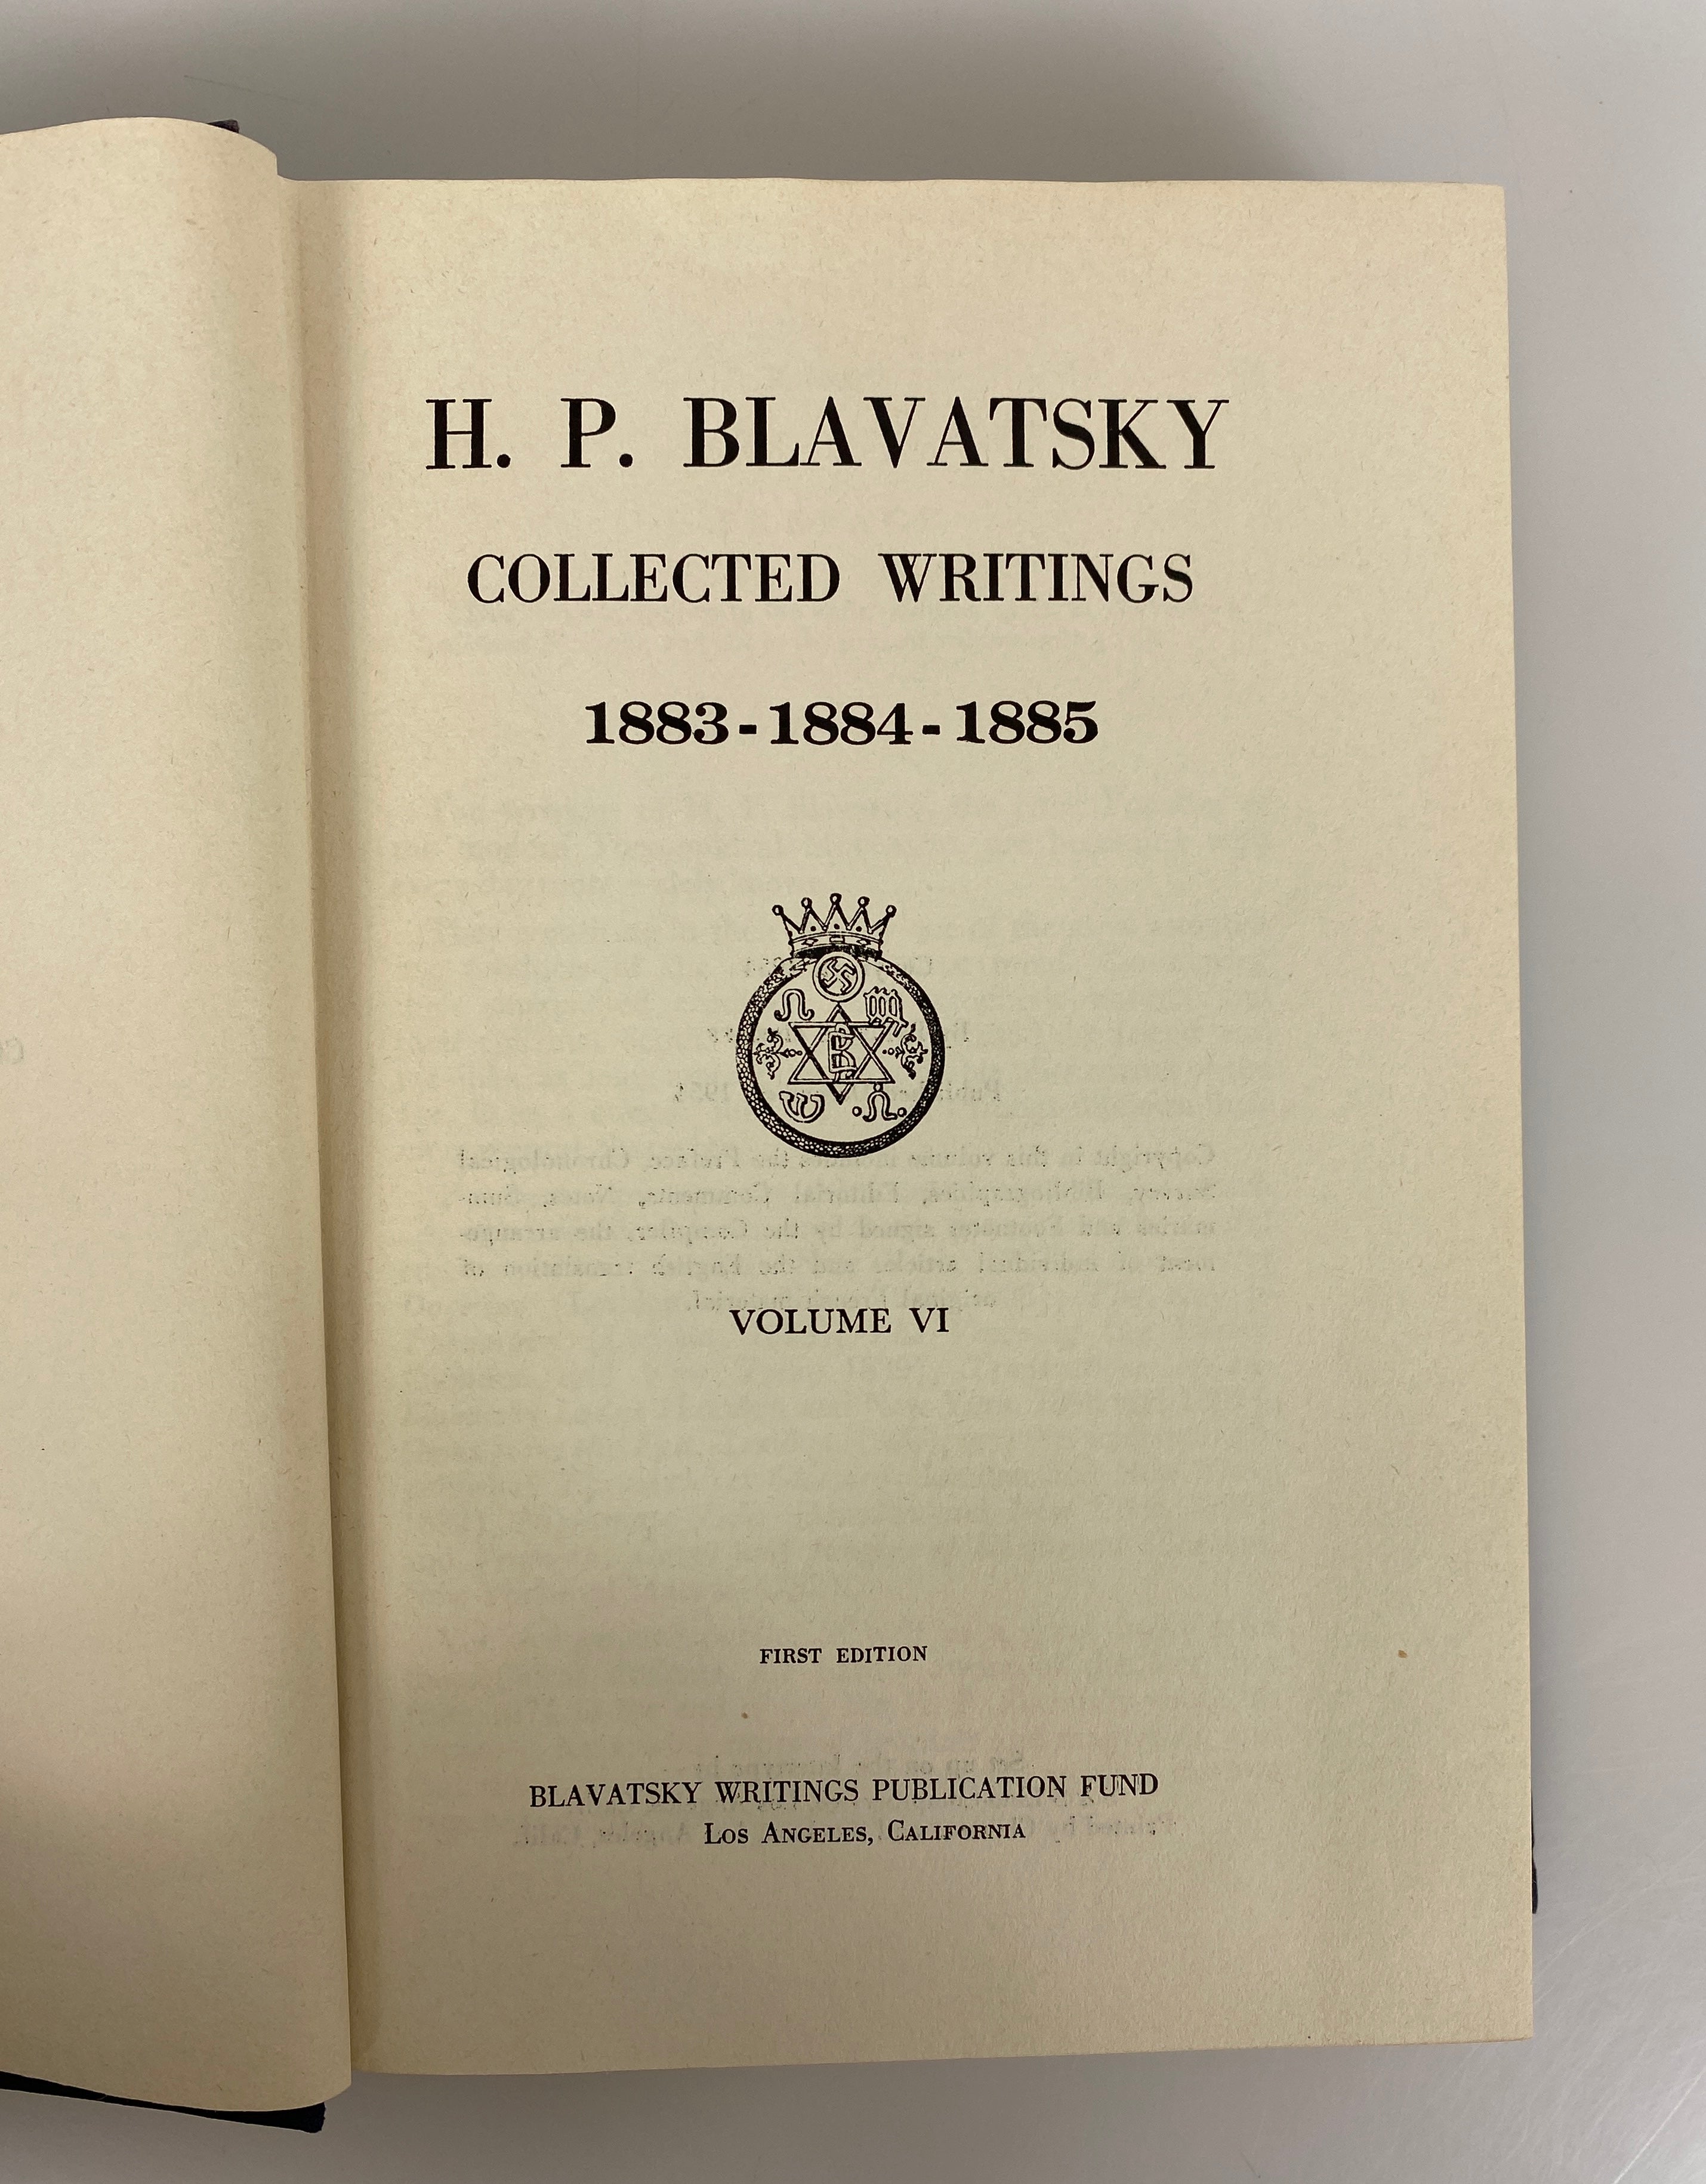 H. P. BLAVATSKY
COLLECTED WRITINGS
1883-1884-1885
VOLUME VI
FIRST EDITION
BLAVATSKY WRITINGS PUBLICATION FUND
LOS ANGELES, CALIFORNIA